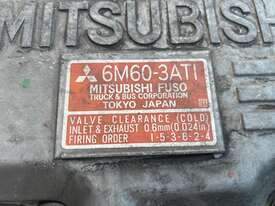 MITSUBISHI
6M60-3AT1
MITSUBISHI FUSO
TRUCK & BUS CORPORATION
TOKYO JAPAN
VALVE CLEARANCE (COLD)
INLET & EXHAUST 0.6mm(0.024in)
FIRING ORDER 1-5-3-6-2-4